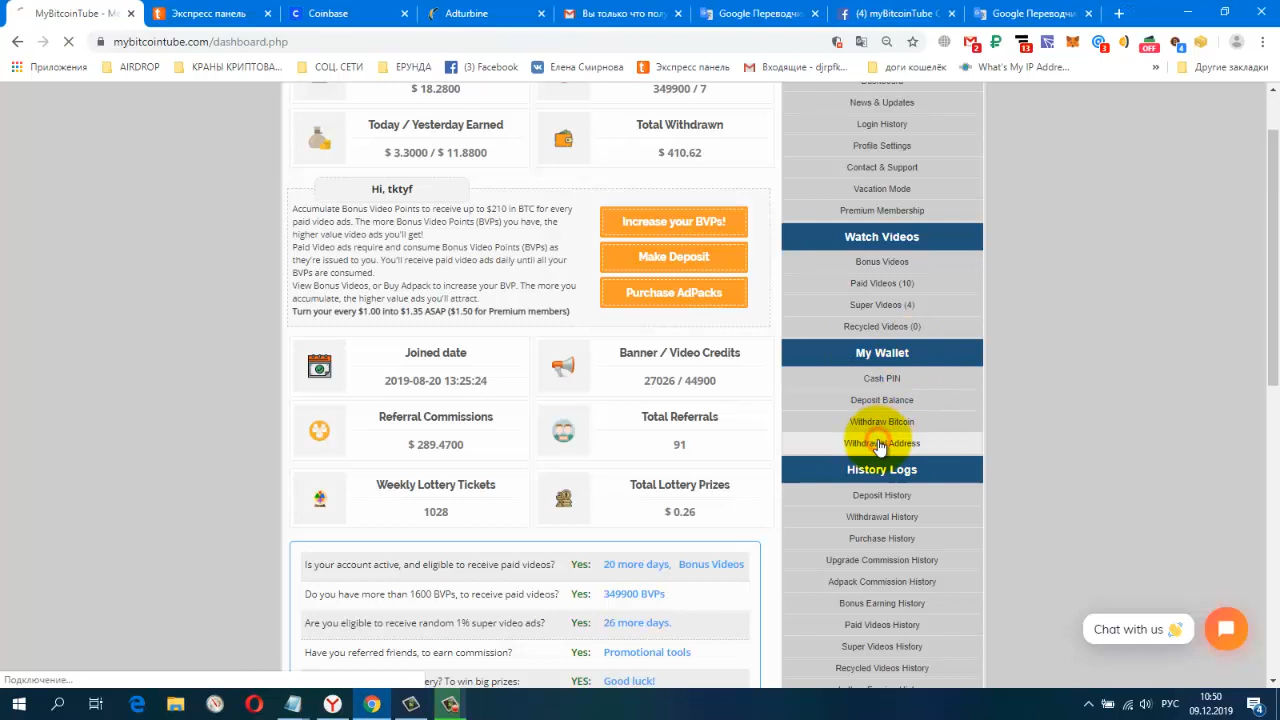 MyBitcoinTube - Me
Экспресс панель
Coinbase
Adturbine
Вы только что пол
Google Переводчи
(4) myBitcoinTube C
Google Переводчи
mybitcointube.com/dashboard.php
2
13
3
OFF
4
Приложения
AIRDROP
КРАНЫ КРИПТОВА...
СОЦ. СЕТИ
ЕРУНДА
(3) Facebook
Елена Смирнова
Экспресс панель
Входящие - djrpfk...
доги кошелёк
What's My IP Addre...
»
Другие закладки
$ 18.2800
349900 / 7
Today / Yesterday Earned
$ 3.3000 / $ 11.8800
Total Withdrawn
$ 410.62
Hi, tktyf
Accumulate Bonus Video Points to receive up to $210 in BTC for every
paid video ads. The more Bonus Video Points (BVPs) you have, the
higher value video ads you'll get!
Paid Video ads require and consume Bonus Video Points (BVPs) as
they're issued to you. You'll receive paid video ads daily until all your
BVPs are consumed.
View Bonus Videos, or Buy Adpack to increase your BVP. The more you
accumulate, the higher value ads you'll attract.
Turn your every $1.00 into $1.35 ASAP ($1.50 for Premium members)
Increase your BVPs!
Make Deposit
Purchase AdPacks
Joined date
2019-08-20 13:25:24
Banner / Video Credits
27026 / 44900
Referral Commissions
$ 289.4700
Total Referrals
91
Weekly Lottery Tickets
1028
Total Lottery Prizes
$ 0.26
Is your account active, and eligible to receive paid videos? Yes: 20 more days, Bonus Videos
Do you have more than 1600 BVPs, to receive paid videos? Yes: 349900 BVPs
Are you eligible to receive random 1% super video ads? Yes: 26 more days.
Have you referred friends, to earn commission? Yes: Promotional tools
ery? To win big prizes: YES: Good luck!
News & Updates
Login History
Profile Settings
Contact & Support
Vacation Mode
Premium Membership
Watch Videos
Bonus Videos
Paid Videos (10)
Super Videos (4)
Recycled Videos (0)
My Wallet
Cash PIN
Deposit Balance
Withdraw Bitcoin
Withdrawal Address
History Logs
Deposit History
Withdrawal History
Purchase History
Upgrade Commission History
Adpack Commission History
Bonus Earning History
Paid Videos History
Super Videos History
Recycled Videos History
Chat with us
Подключение...
РУС
10:50
09.12.2019
4